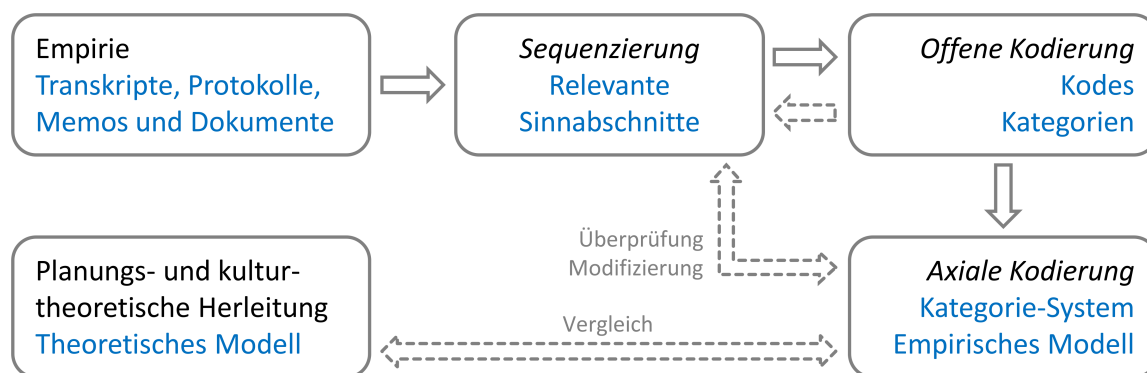 Empirie
Transkripte, Protokolle,
Memos und Dokumente
Sequenzierung
Relevante
Sinnabschnitte
Offene Kodierung
Kodes
Kategorien
Überprüfung
Modifizierung
Planungs- und kultur-
theoretische Herleitung
Theoretisches Modell
Vergleich
Axiale Kodierung
Kategorie-System
Empirisches Modell